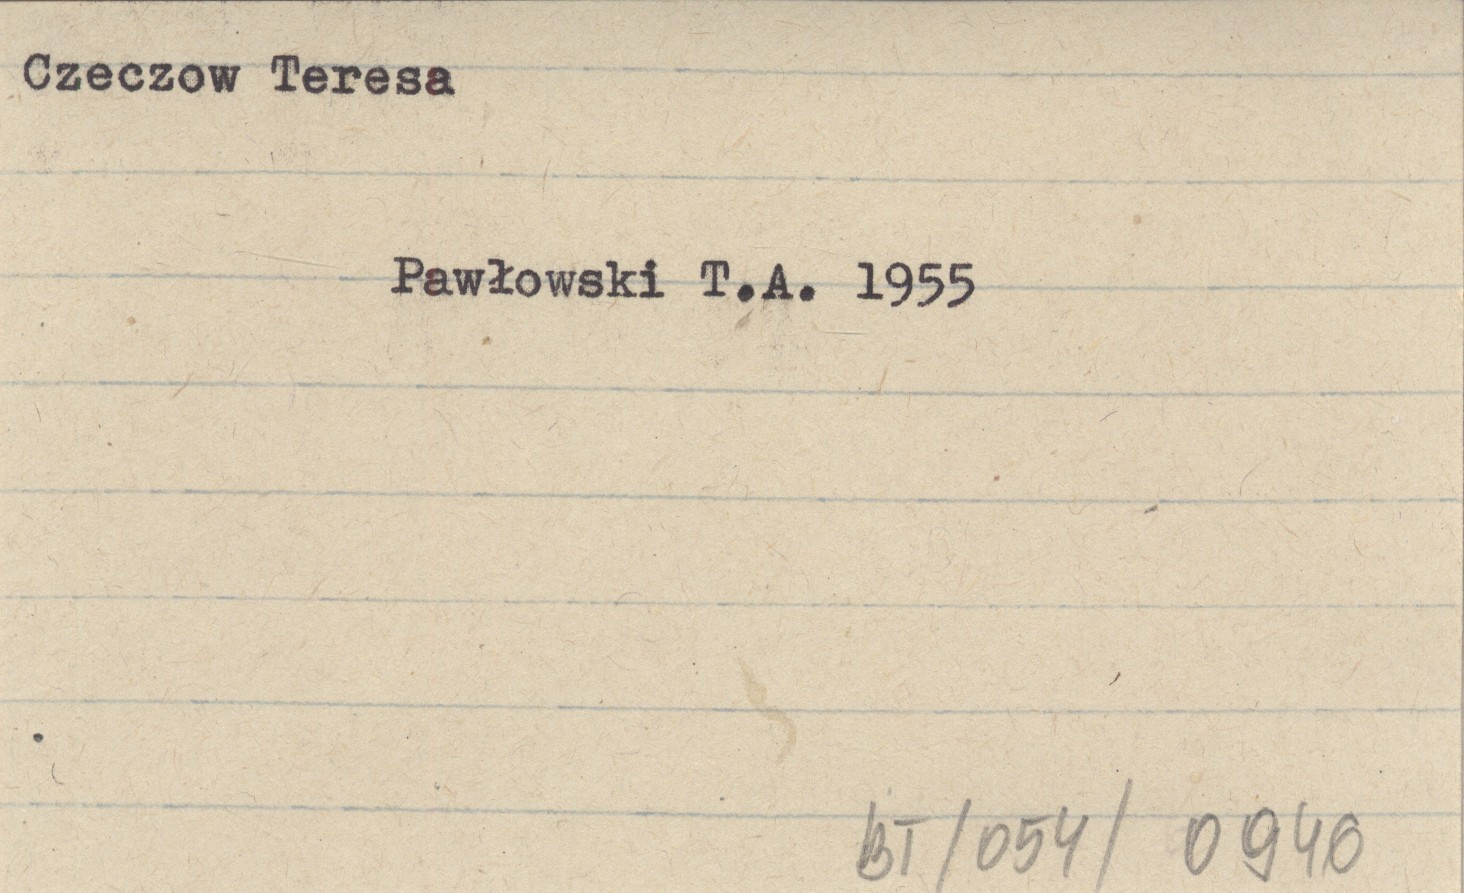 Czeczow Teresa
Pawłowski T.A. 1955
BT/054/ 0940